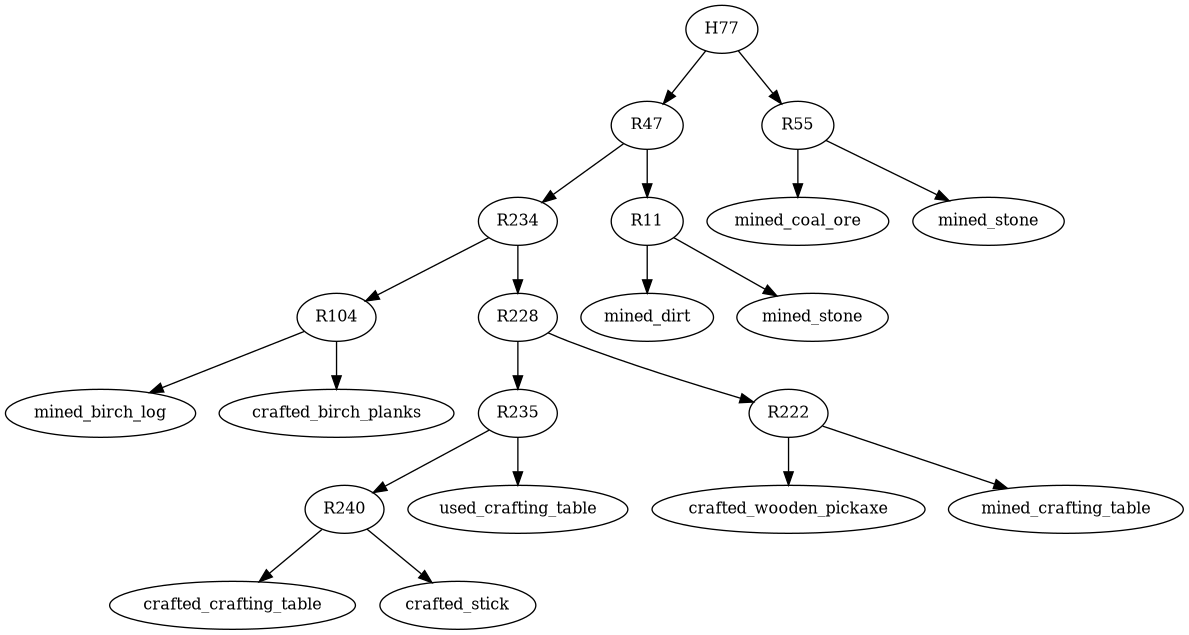 H77
R47
R55
R234
R11
mined_coal_ore
mined_stone
R104
R228
mined_dirt
mined_stone
mined_birch_log
crafted_birch_planks
R235
R222
R240
used_crafting_table
crafted_wooden_pickaxe
mined_crafting_table
crafted_crafting_table
crafted_stick